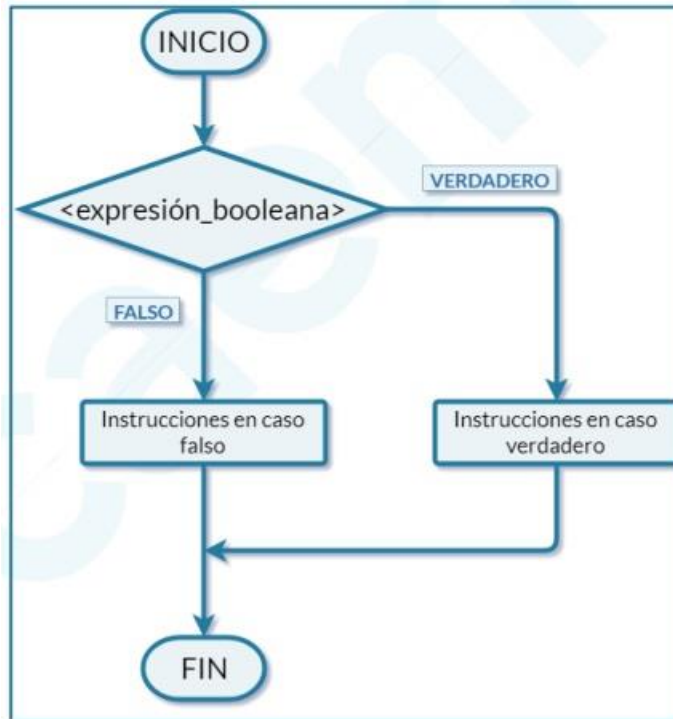 INICIO
<expresión_booleana>
VERDADERO
FALSO
Instrucciones en caso
falso
Instrucciones en caso
verdadero
FIN